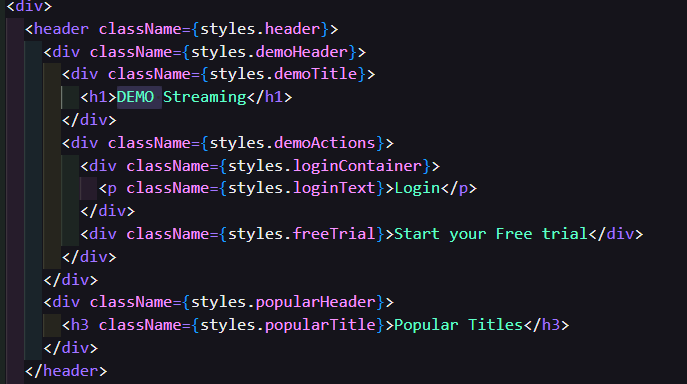 <div>
<header className={styles.header}>
<div className={styles.demoHeader}>
<div className={styles.demoTitle}>
<h1>DEMO Streaming</h1>
</div>
<div className={styles.demoActions}>
<div className={styles.loginContainer}>
<p className={styles.loginText}>Login</p>
</div>
<div className={styles.freeTrial}>Start your Free trial</div>
</div>
</div>
<div className={styles.popularHeader}>
<h3 className={styles.popularTitle}>Popular Titles</h3>
</div>
</header>